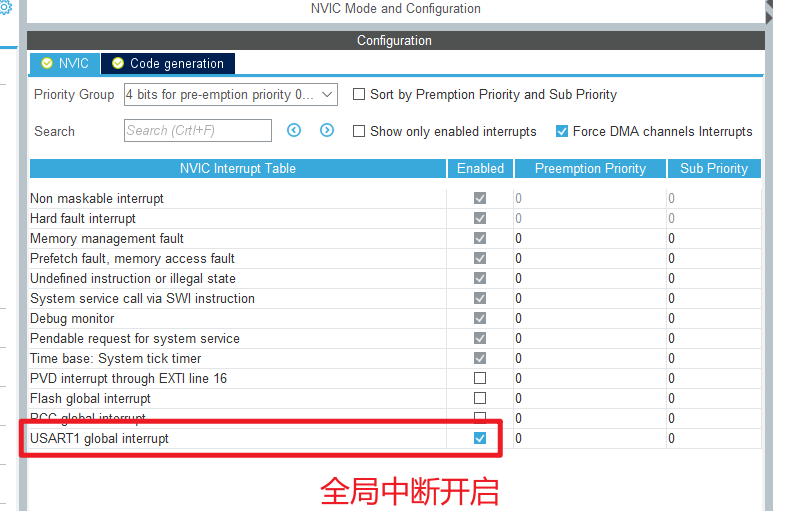 NVIC Mode and Configuration
Configuration
NVIC Code generation
Priority Group 4 bits for pre-emption priority 0... Sort by Premption Priority and Sub Priority
Search Search (Crtl+F) Show only enabled interrupts Force DMA channels Interrupts
NVIC Interrupt Table Enabled Preemption Priority Sub Priority
Non maskable interrupt 0 0
Hard fault interrupt 0 0
Memory management fault 0 0
Prefetch fault, memory access fault 0 0
Undefined instruction or illegal state 0 0
System service call via SWI instruction 0 0
Debug monitor 0 0
Pendable request for system service 0 0
Time base: System tick timer 0 0
PVD interrupt through EXTI line 16 0 0
Flash global interrupt 0 0
RCC global interrupt 0 0
USART1 global interrupt 0 0
全局中断开启